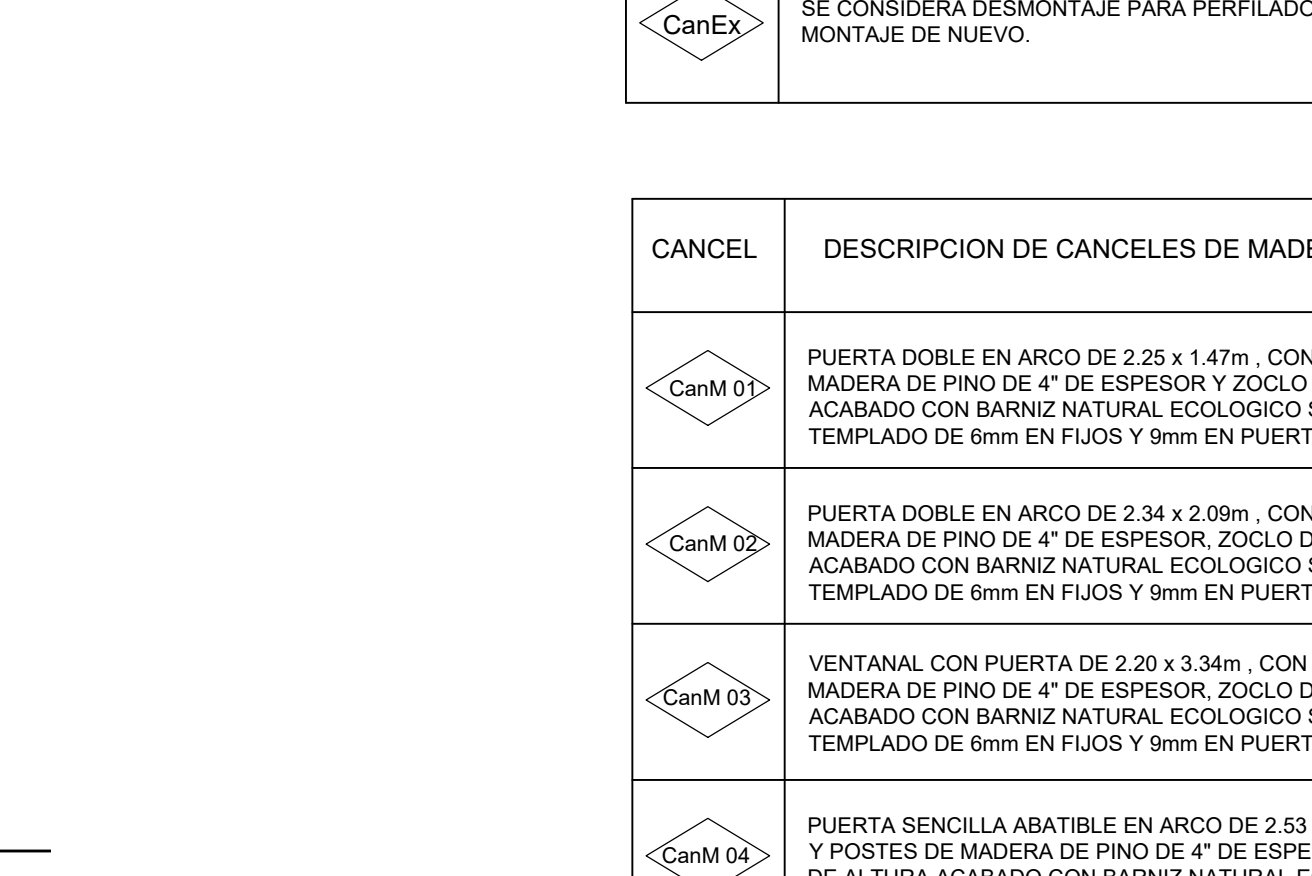 CanEx
SE CONSIDERA DESMONTAJE PARA PERFILADO
MONTAJE DE NUEVO.
CANCEL
DESCRIPCION DE CANCELES DE MADE
CanM 01
PUERTA DOBLE EN ARCO DE 2.25 x 1.47m , CON
MADERA DE PINO DE 4" DE ESPESOR Y ZOCLO
ACABADO CON BARNIZ NATURAL ECOLOGICO
TEMPLADO DE 6mm EN FIJOS Y 9mm EN PUERT
CanM 02
PUERTA DOBLE EN ARCO DE 2.34 x 2.09m , CON
MADERA DE PINO DE 4" DE ESPESOR, ZOCLO D
ACABADO CON BARNIZ NATURAL ECOLOGICO
TEMPLADO DE 6mm EN FIJOS Y 9mm EN PUERT
CanM 03
VENTANAL CON PUERTA DE 2.20 x 3.34m , CON
MADERA DE PINO DE 4" DE ESPESOR, ZOCLO D
ACABADO CON BARNIZ NATURAL ECOLOGICO
TEMPLADO DE 6mm EN FIJOS Y 9mm EN PUERT
CanM 04
PUERTA SENCILLA ABATIBLE EN ARCO DE 2.53
Y POSTES DE MADERA DE PINO DE 4" DE ESPE
DE ALTURA ACABADO CON BARNIZ NATURAL